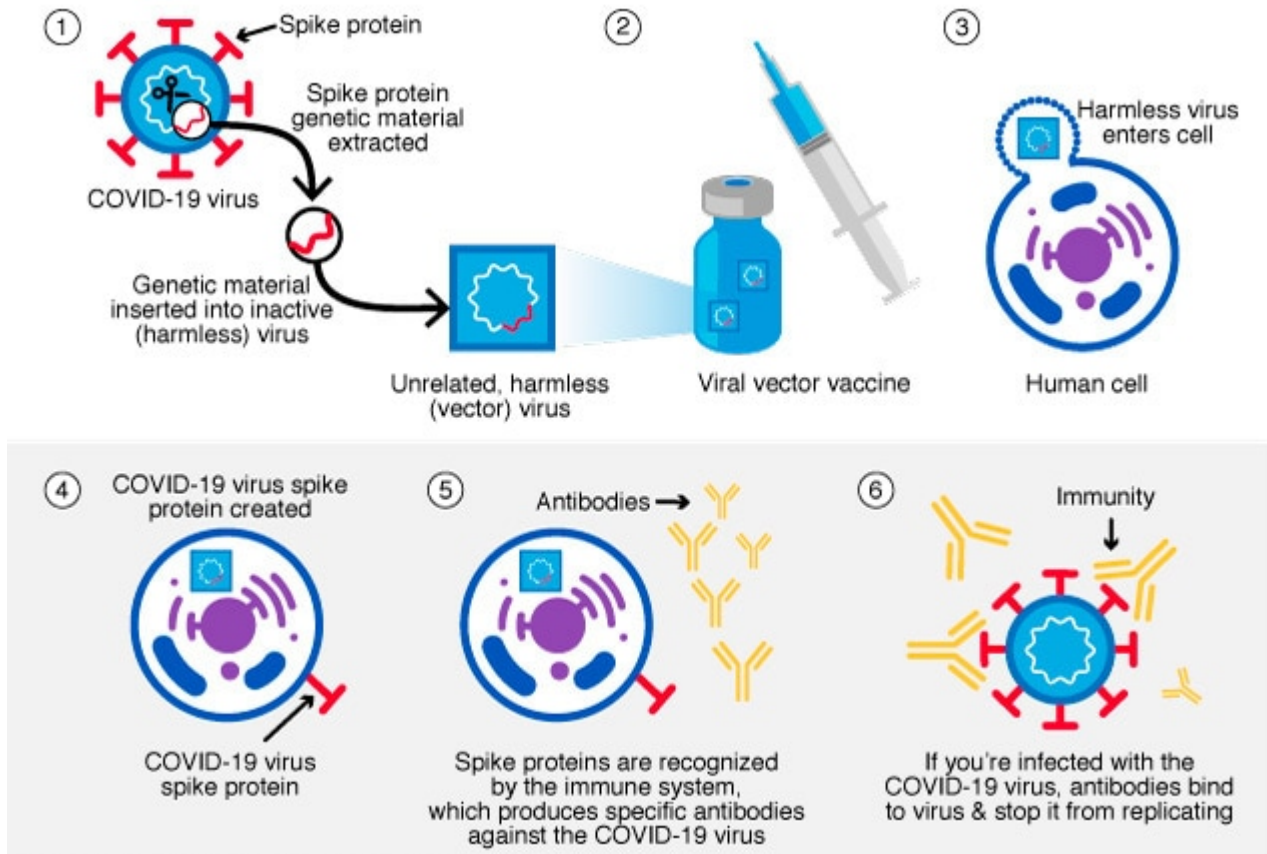 1
Spike protein
Spike protein
genetic material
extracted
COVID-19 virus
Genetic material
inserted into inactive
(harmless) virus
Unrelated, harmless
(vector) virus
2
Viral vector vaccine
3
Harmless virus
enters cell
Human cell
4
COVID-19 virus spike
protein created
COVID-19 virus
spike protein
5
Antibodies
Spike proteins are recognized
by the immune system,
which produces specific antibodies
against the COVID-19 virus
6
Immunity
If you're infected with the
COVID-19 virus, antibodies bind
to virus & stop it from replicating